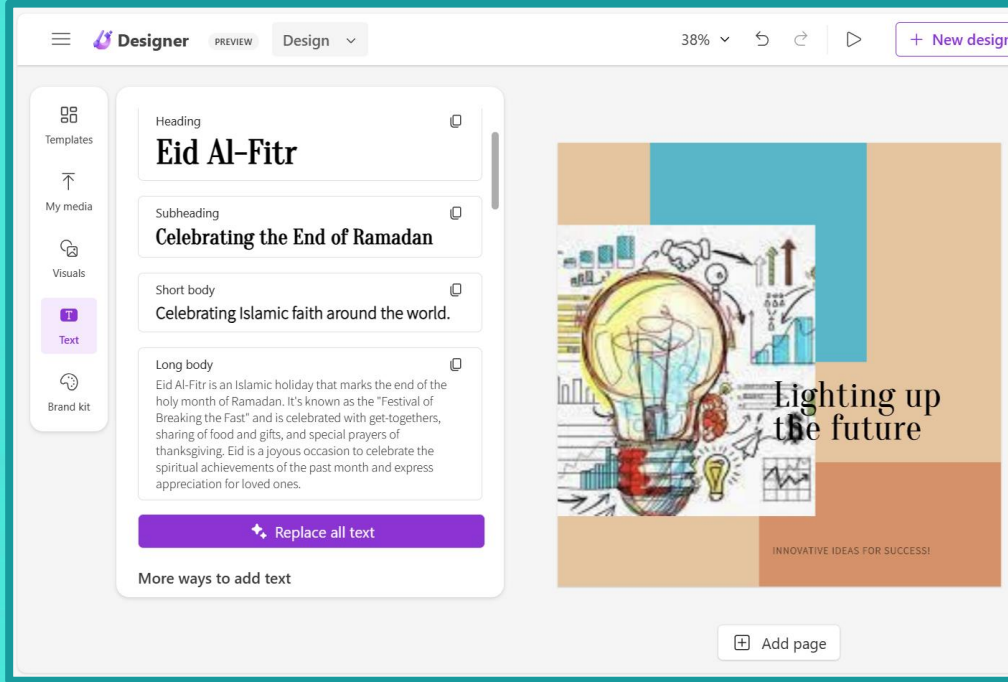 Designer
PREVIEW
Design
38%
+ New design
Templates
My media
Visuals
Text
Brand kit
Heading
Eid Al-Fitr
Subheading
Celebrating the End of Ramadan
Short body
Celebrating Islamic faith around the world.
Long body
Eid Al-Fitr is an Islamic holiday that marks the end of the
holy month of Ramadan. It's known as the "Festival of
Breaking the Fast" and is celebrated with get-togethers,
sharing of food and gifts, and special prayers of
thanksgiving. Eid is a joyous occasion to celebrate the
spiritual achievements of the past month and express
appreciation for loved ones.
Replace all text
More ways to add text
Lighting up
the future
INNOVATIVE IDEAS FOR SUCCESS!
Add page